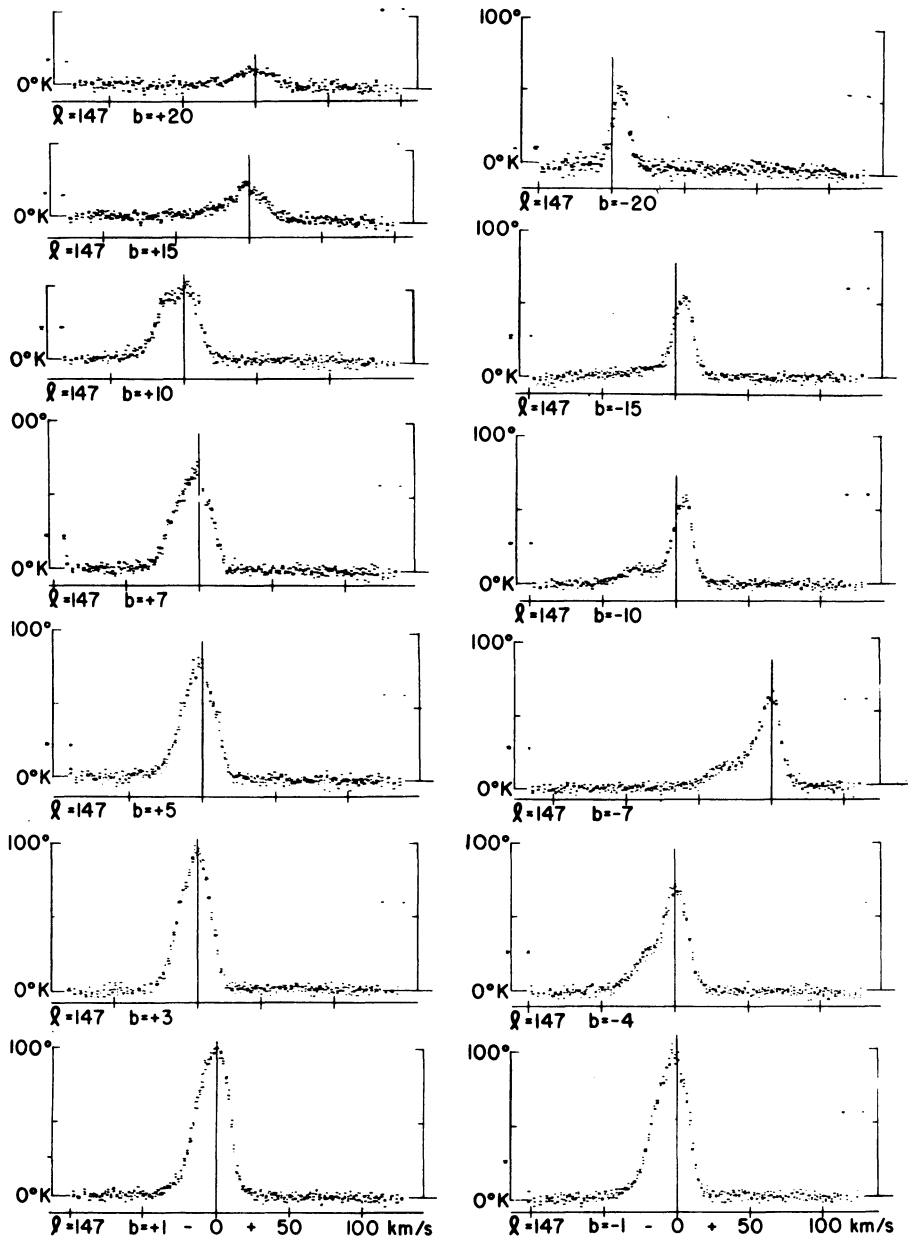 0°K
ℓ=147 b=+20
0°K
ℓ=147 b=+15
0°K
ℓ=147 b=+10
00°
0°K
ℓ=147 b=+7
100°
0°K
ℓ=147 b=+5
100°
0°K
ℓ=147 b=+3
100°
0°K
ℓ=147 b=+1 - 0 + 50 100 km/s
100°
0°K
ℓ=147 b=-20
100°
0°K
ℓ=147 b=-15
100°
0°K
ℓ=147 b=-10
100°
0°K
ℓ=147 b=-7
100°
0°K
ℓ=147 b=-4
100°
0°K
ℓ=147 b=-1 - 0 + 100 km/s